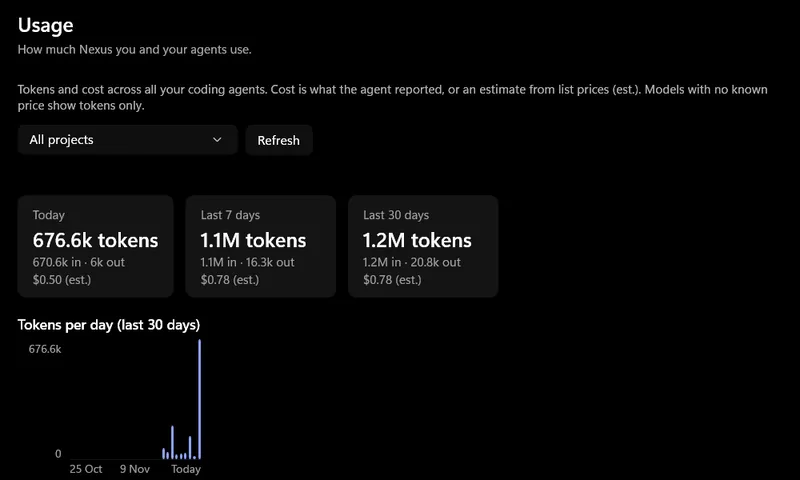 Usage
How much Nexus you and your agents use.
Tokens and cost across all your coding agents. Cost is what the agent reported, or an estimate from list prices (est.). Models with no known
price show tokens only.
All projects
Refresh
Today
676.6k tokens
670.6k in · 6k out
$0.50 (est.)
Last 7 days
1.1M tokens
1.1M in · 16.3k out
$0.78 (est.)
Last 30 days
1.2M tokens
1.2M in · 20.8k out
$0.78 (est.)
Tokens per day (last 30 days)
676.6k
0
25 Oct
9 Nov
Today